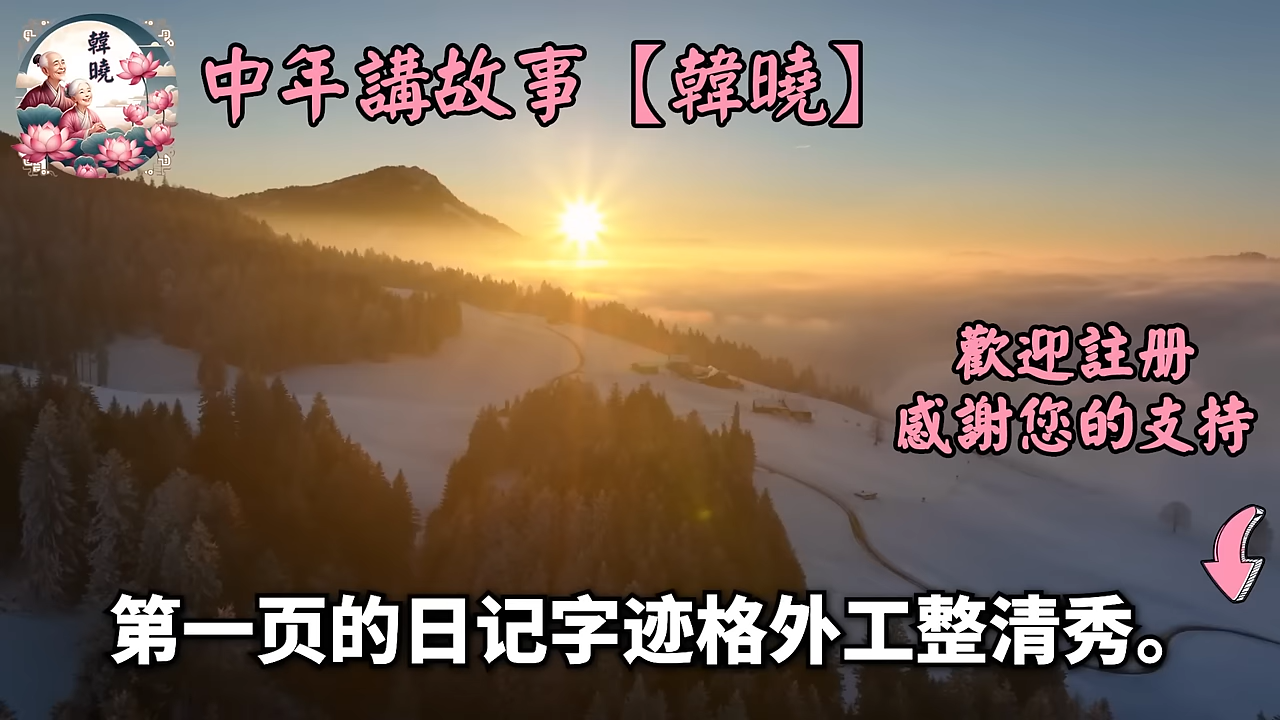 韓
曉
中年講故事【韓曉】
歡迎註册
感謝您的支持
第一页的日记字迹格外工整清秀。